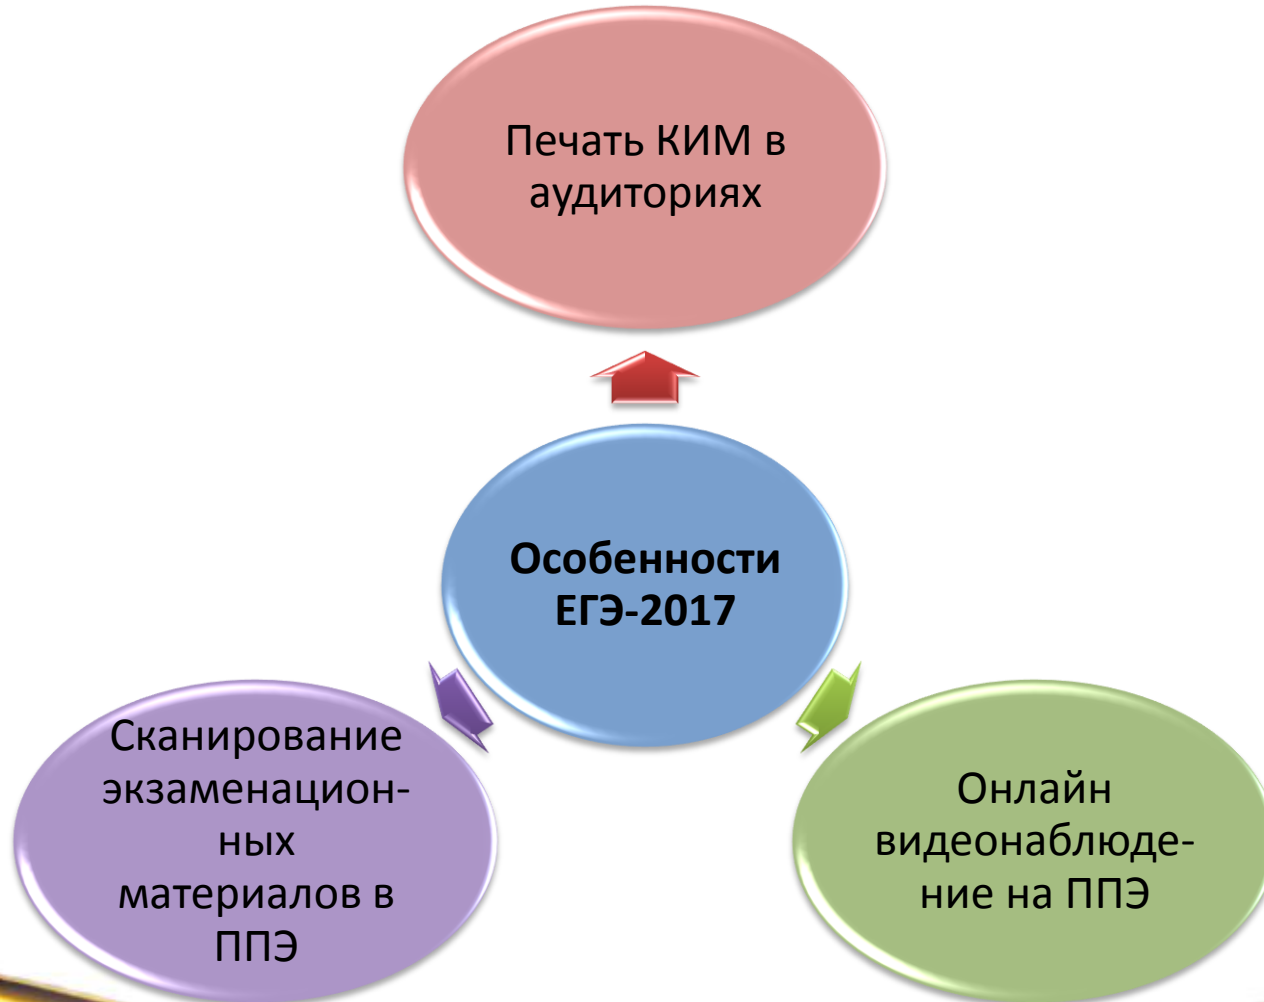 Печать КИМ в
аудиториях
Особенности
ЕГЭ-2017
Сканирование
экзаменацион-
ных
материалов в
ППЭ
Онлайн
видеонаблюде-
ние на ППЭ